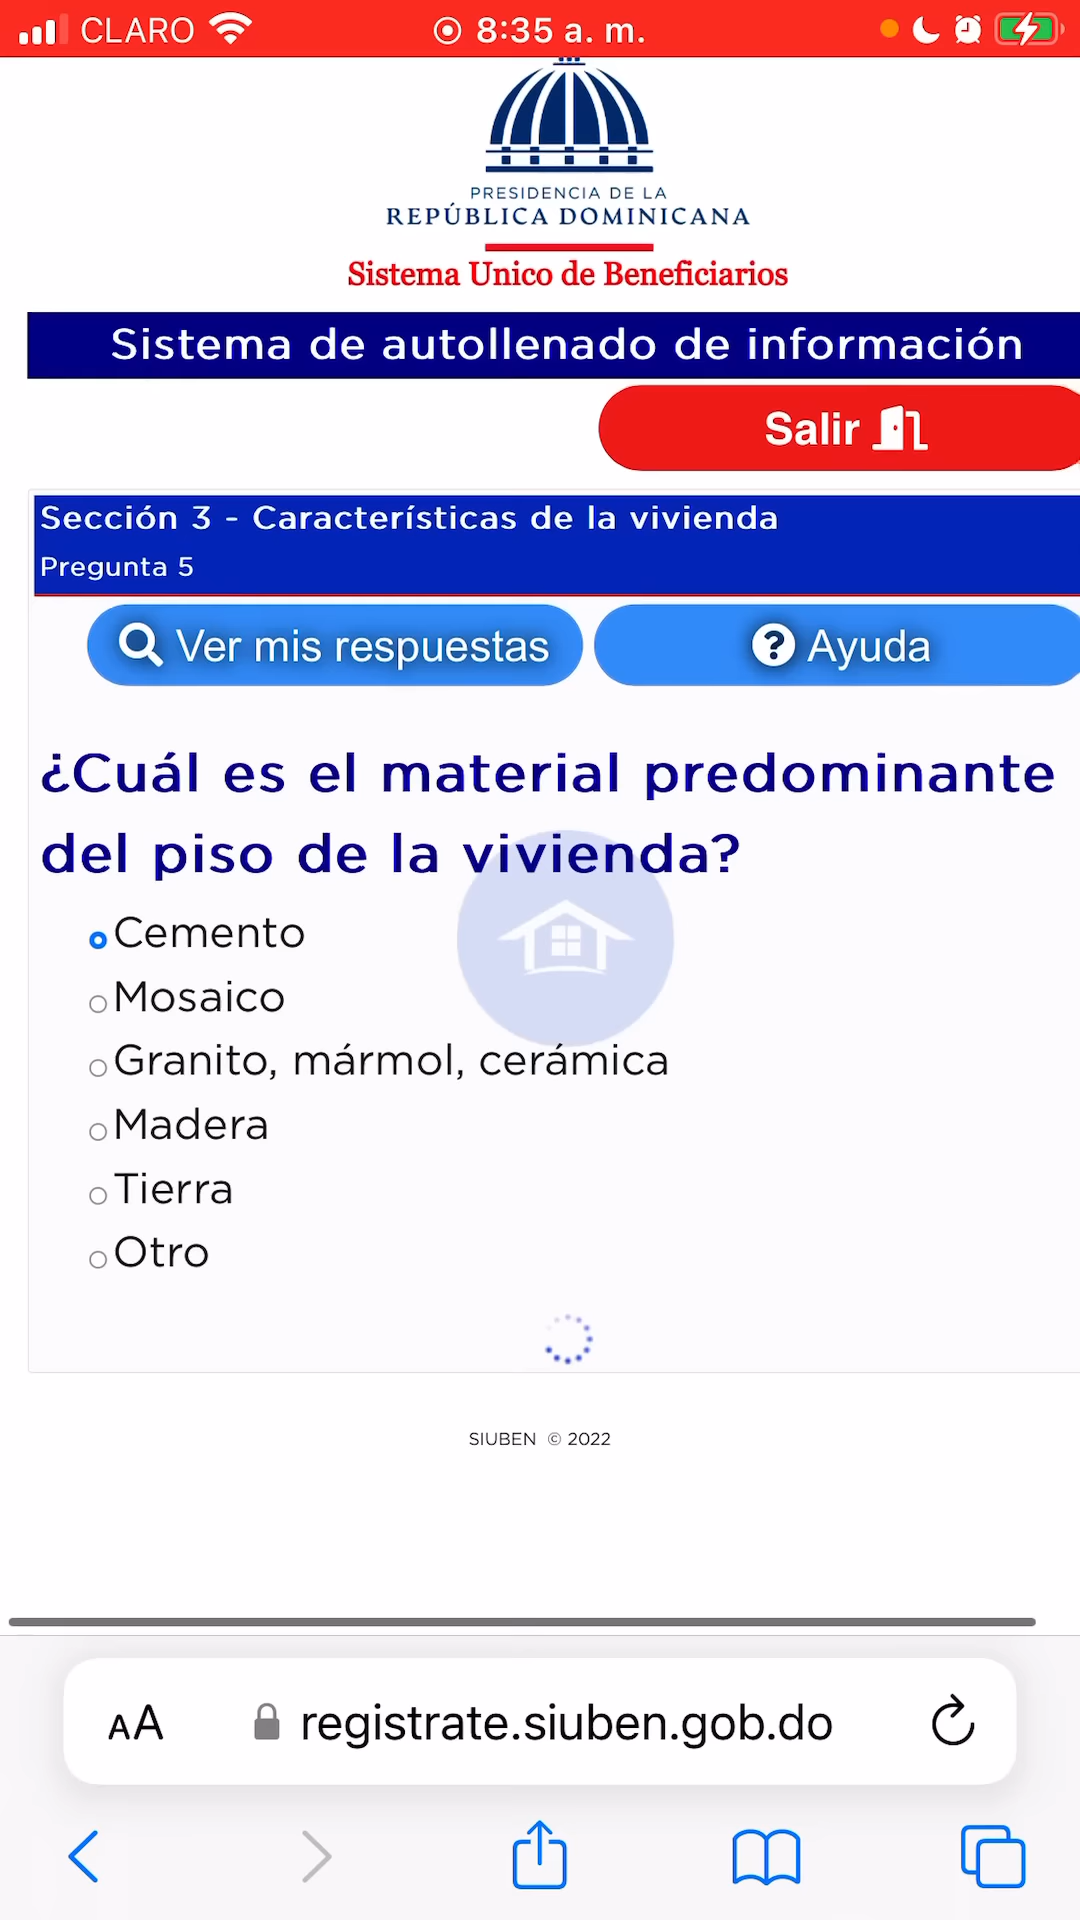 CLARO
8:35 a. m.
PRESIDENCIA DE LA
REPÚBLICA DOMINICANA
Sistema Unico de Beneficiarios
Sistema de autollenado de información
Salir
Sección 3 - Características de la vivienda
Pregunta 5
Ver mis respuestas
Ayuda
¿Cuál es el material predominante
del piso de la vivienda?
Cemento
Mosaico
Granito, mármol, cerámica
Madera
Tierra
Otro
SIUBEN © 2022
AA
registrate.siuben.gob.do